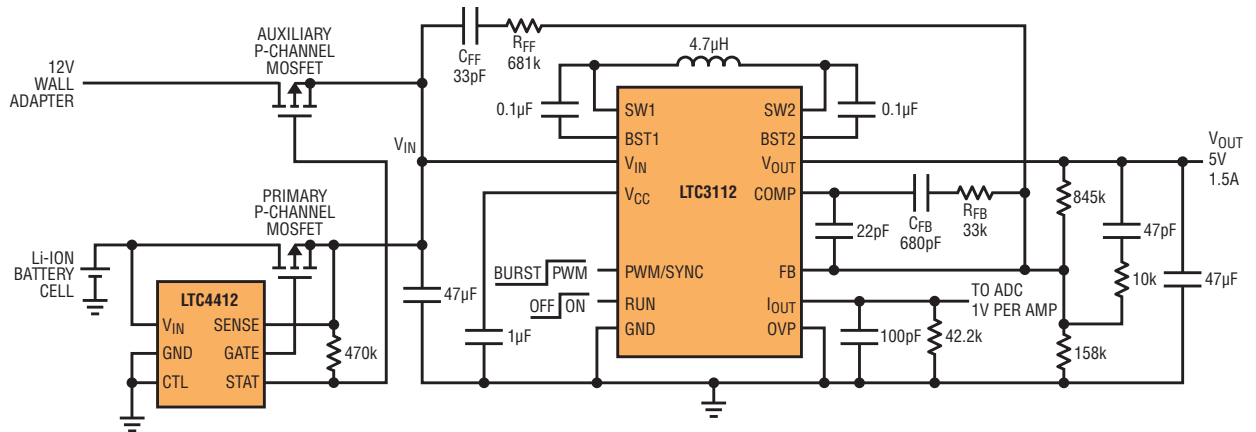 AUXILIARY
P-CHANNEL
MOSFET
12V
WALL
ADAPTER
CFF
33pF
RFF
681k
4.7µH
0.1µF
0.1µF
SW1
SW2
BST1
BST2
VIN
VIN
VOUT
VOUT
5V
1.5A
VCC
LTC3112
COMP
845k
PRIMARY
P-CHANNEL
MOSFET
22pF
CFB
680pF
RFB
33k
47pF
Li-ION
BATTERY
CELL
BURST PWM
PWM/SYNC
FB
10k
47µF
47µF
LTC4412
OFF ON
RUN
IOUT
TO ADC
1V PER AMP
VIN
SENSE
GND
OVP
GND
GATE
470k
1µF
100pF
42.2k
158k
CTL
STAT